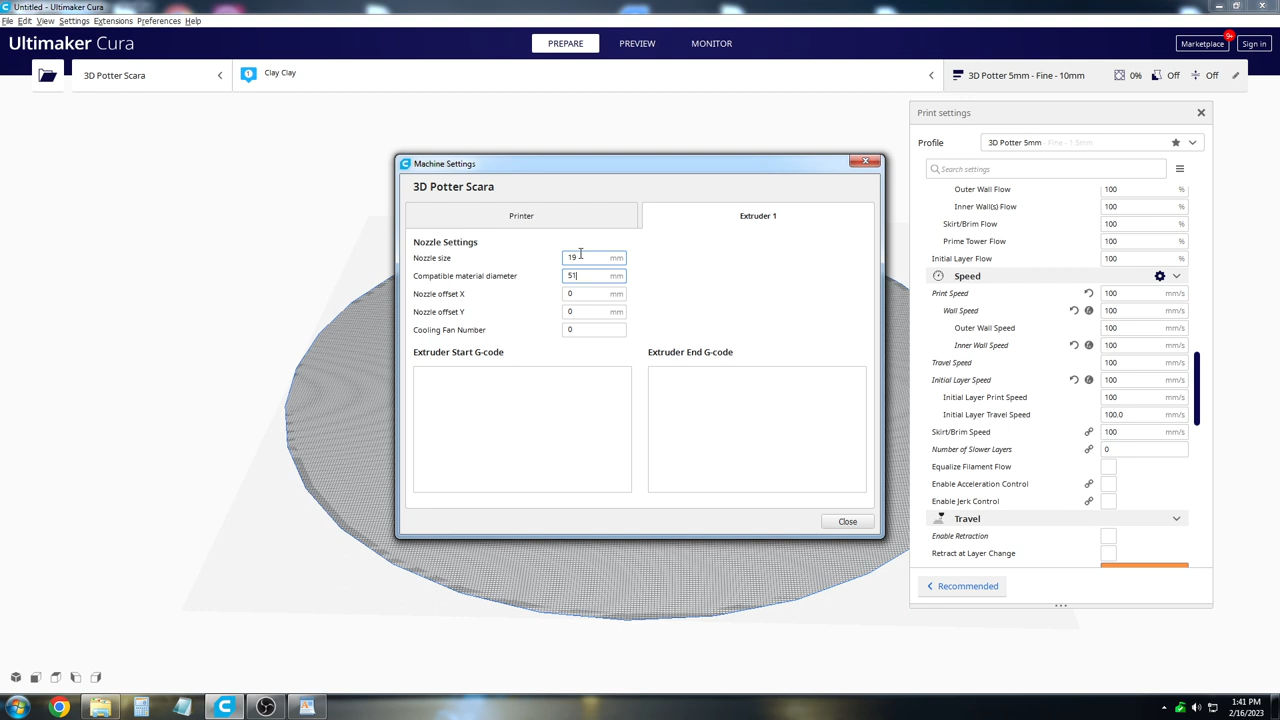 Untitled - Ultimaker Cura
File Edit View Settings Extensions Preferences Help
Ultimaker Cura
PREPARE
PREVIEW
MONITOR
Marketplace
9+
Sign in
3D Potter Scara
1
Clay Clay
3D Potter 5mm - Fine - 10mm
0%
Off
Off
Print settings
Profile
3D Potter 5mm - Fine - 1.5mm
Search settings
Outer Wall Flow 100 %
Inner Wall(s) Flow 100 %
Skirt/Brim Flow 100 %
Prime Tower Flow 100 %
Initial Layer Flow 100 %
Speed
Print Speed 100 mm/s
Wall Speed 100 mm/s
Outer Wall Speed 100 mm/s
Inner Wall Speed 100 mm/s
Travel Speed 100 mm/s
Initial Layer Speed 100 mm/s
Initial Layer Print Speed 100 mm/s
Initial Layer Travel Speed 100.0 mm/s
Skirt/Brim Speed 100 mm/s
Number of Slower Layers 0
Equalize Filament Flow
Enable Acceleration Control
Enable Jerk Control
Travel
Enable Retraction
Retract at Layer Change
Recommended
Machine Settings
3D Potter Scara
Printer
Extruder 1
Nozzle Settings
Nozzle size 19 mm
Compatible material diameter 51 mm
Nozzle offset X 0 mm
Nozzle offset Y 0 mm
Cooling Fan Number 0
Extruder Start G-code
Extruder End G-code
Close
1:41 PM
2/16/2023